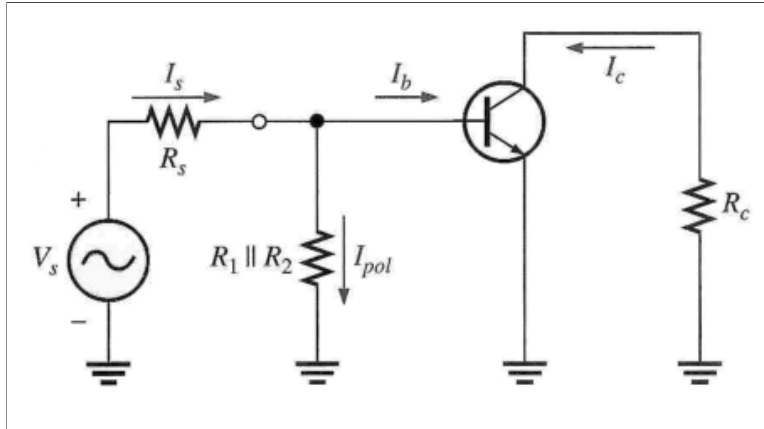 I_s
I_b
I_c
R_s
+
V_s
−
R_1 || R_2
I_pol
R_c